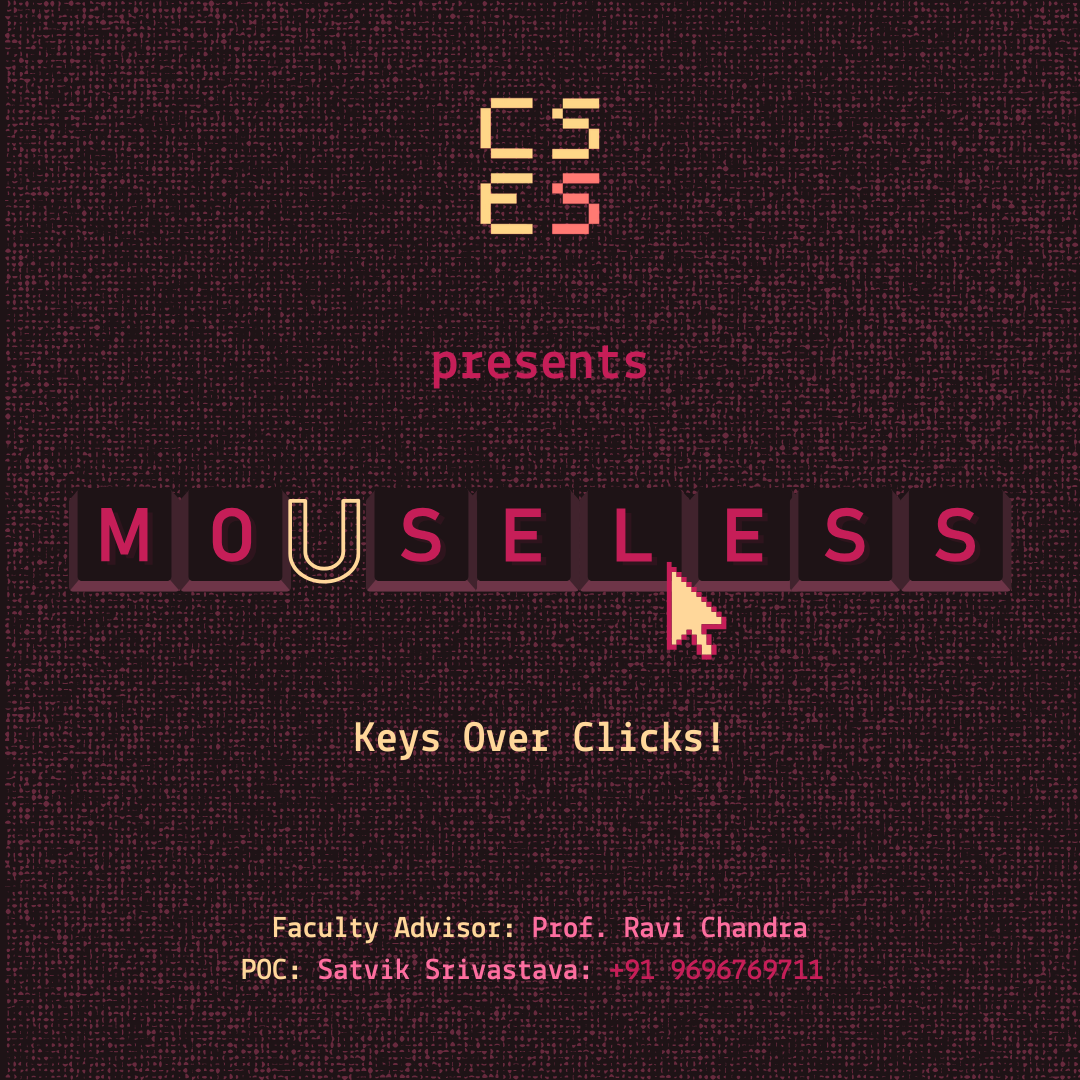 CS
ES
presents
MOUSELESS
Keys Over Clicks!
Faculty Advisor: Prof. Ravi Chandra
POC: Satvik Srivastava: +91 9696769711